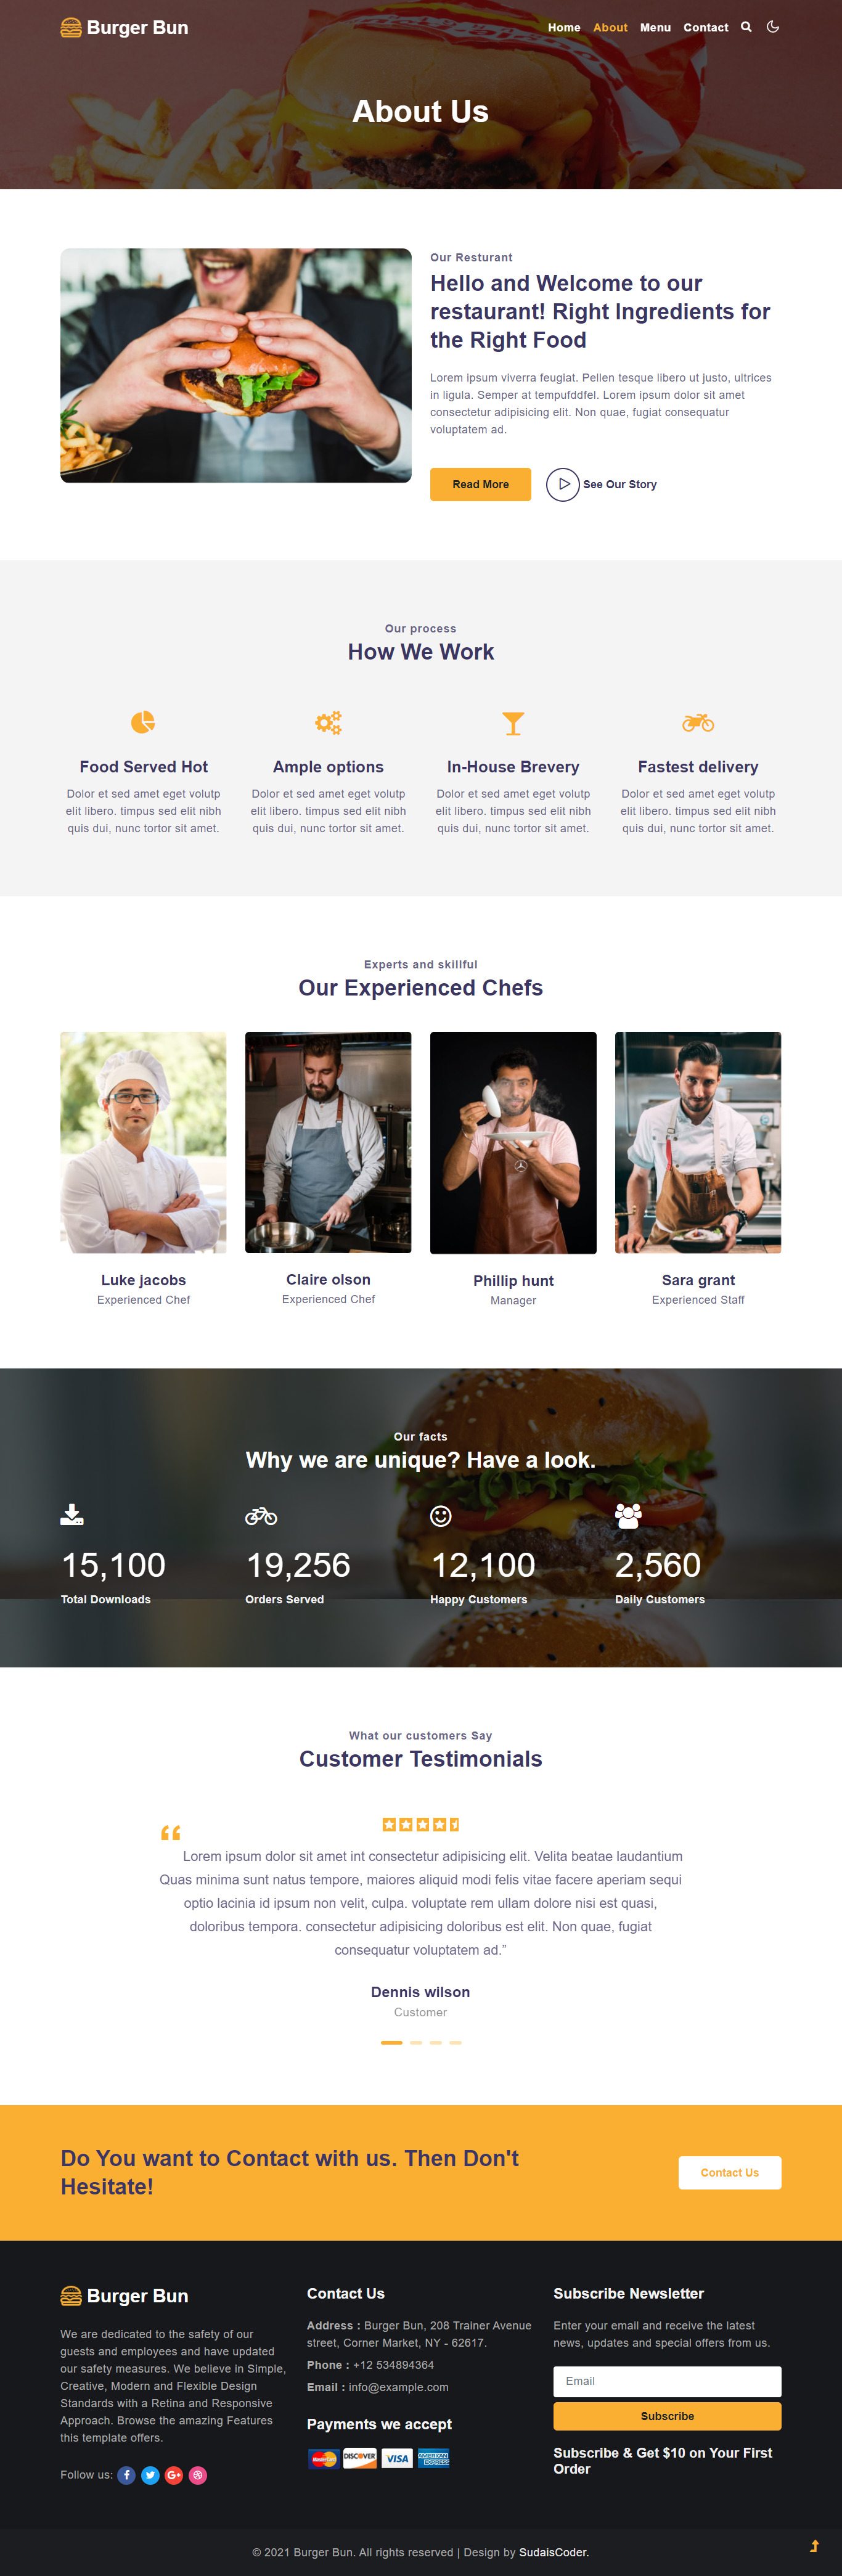 Burger Bun
Home About Menu Contact
About Us
Our Resturant
Hello and Welcome to our
restaurant! Right Ingredients for
the Right Food
Lorem ipsum viverra feugiat. Pellen tesque libero ut justo, ultrices
in ligula. Semper at tempufddfel. Lorem ipsum dolor sit amet
consectetur adipisicing elit. Non quae, fugiat consequatur
voluptatem ad.
Read More
See Our Story
Our process
How We Work
Food Served Hot
Dolor et sed amet eget volutp
elit libero. timpus sed elit nibh
quis dui, nunc tortor sit amet.
Ample options
Dolor et sed amet eget volutp
elit libero. timpus sed elit nibh
quis dui, nunc tortor sit amet.
In-House Brevery
Dolor et sed amet eget volutp
elit libero. timpus sed elit nibh
quis dui, nunc tortor sit amet.
Fastest delivery
Dolor et sed amet eget volutp
elit libero. timpus sed elit nibh
quis dui, nunc tortor sit amet.
Experts and skillful
Our Experienced Chefs
Luke jacobs
Experienced Chef
Claire olson
Experienced Chef
Phillip hunt
Manager
Sara grant
Experienced Staff
Our facts
Why we are unique? Have a look.
15,100
Total Downloads
19,256
Orders Served
12,100
Happy Customers
2,560
Daily Customers
What our customers Say
Customer Testimonials
“
Lorem ipsum dolor sit amet int consectetur adipisicing elit. Velita beatae laudantium
Quas minima sunt natus tempore, maiores aliquid modi felis vitae facere aperiam sequi
optio lacinia id ipsum non velit, culpa. voluptate rem ullam dolore nisi est quasi,
doloribus tempora. consectetur adipisicing doloribus est elit. Non quae, fugiat
consequatur voluptatem ad.”
Dennis wilson
Customer
Do You want to Contact with us. Then Don't
Hesitate!
Contact Us
Burger Bun
We are dedicated to the safety of our
guests and employees and have updated
our safety measures. We believe in Simple,
Creative, Modern and Flexible Design
Standards with a Retina and Responsive
Approach. Browse the amazing Features
this template offers.
Follow us:
Contact Us
Address : Burger Bun, 208 Trainer Avenue
street, Corner Market, NY - 62617.
Phone : +12 534894364
Email : info@example.com
Payments we accept
MasterCard DISCOVER VISA AMERICAN EXPRESS
Subscribe Newsletter
Enter your email and receive the latest
news, updates and special offers from us.
Email
Subscribe
Subscribe & Get $10 on Your First
Order
© 2021 Burger Bun. All rights reserved | Design by SudaisCoder.